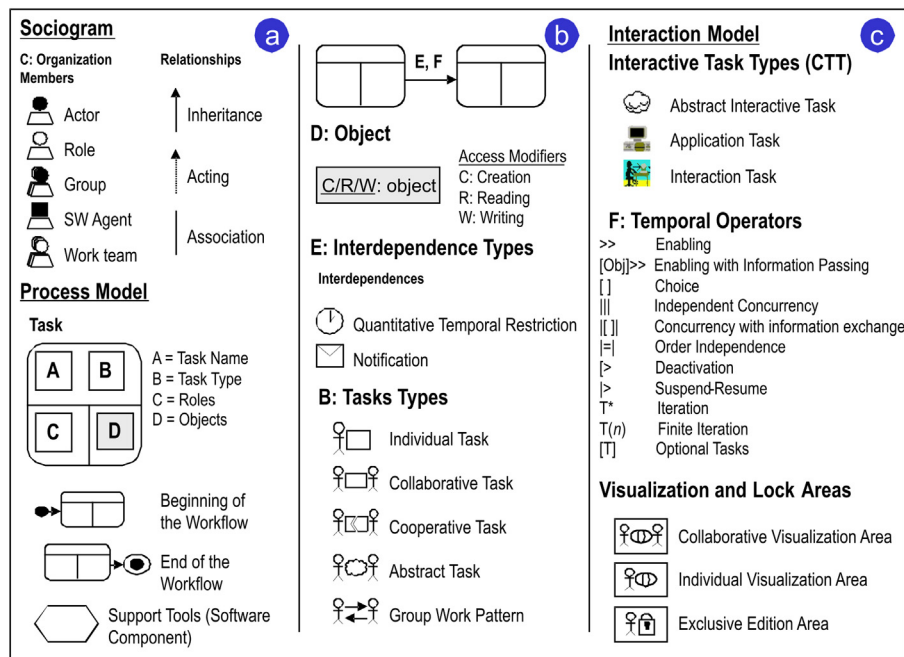 Sociogram
a
C: Organization
Members
Relationships
Actor
Role
Group
SW Agent
Work team
Inheritance
Acting
Association
Process Model
Task
A
B
C
D
A = Task Name
B = Task Type
C = Roles
D = Objects
Beginning of
the Workflow
End of the
Workflow
Support Tools (Software
Component)
b
E, F
D: Object
C/R/W: object
Access Modifiers
C: Creation
R: Reading
W: Writing
E: Interdependence Types
Interdependences
Quantitative Temporal Restriction
Notification
B: Tasks Types
Individual Task
Collaborative Task
Cooperative Task
Abstract Task
Group Work Pattern
Interaction Model
c
Interactive Task Types (CTT)
Abstract Interactive Task
Application Task
Interaction Task
F: Temporal Operators
>> Enabling
[Obj]>> Enabling with Information Passing
[ ] Choice
||| Independent Concurrency
|[ ]| Concurrency with information exchange
|=| Order Independence
[> Deactivation
|> Suspend-Resume
T* Iteration
T(n) Finite Iteration
[T] Optional Tasks
Visualization and Lock Areas
Collaborative Visualization Area
Individual Visualization Area
Exclusive Edition Area